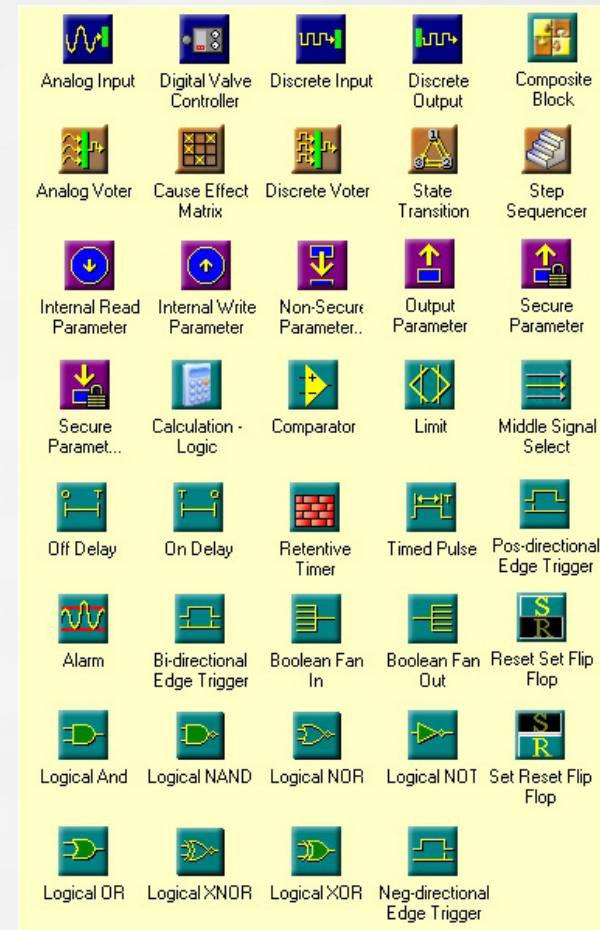 Analog Input
Digital Valve
Controller
Discrete Input
Discrete
Output
Composite
Block
Analog Voter
Cause Effect
Matrix
Discrete Voter
1
2
State
Transition
Step
Sequencer
Internal Read
Parameter
Internal Write
Parameter
Non-Secure
Parameter..
Output
Parameter
Secure
Parameter
Secure
Paramet...
Calculation -
Logic
+
-
Comparator
Limit
Middle Signal
Select
O T
Off Delay
T O
On Delay
Retentive
Timer
T
Timed Pulse
Pos-directional
Edge Trigger
Alarm
Bi-directional
Edge Trigger
Boolean Fan
In
Boolean Fan
Out
S
R
Reset Set Flip
Flop
Logical And
Logical NAND
Logical NOR
Logical NOT
S
R
Set Reset Flip
Flop
Logical OR
Logical XNOR
Logical XOR
Neg-directional
Edge Trigger